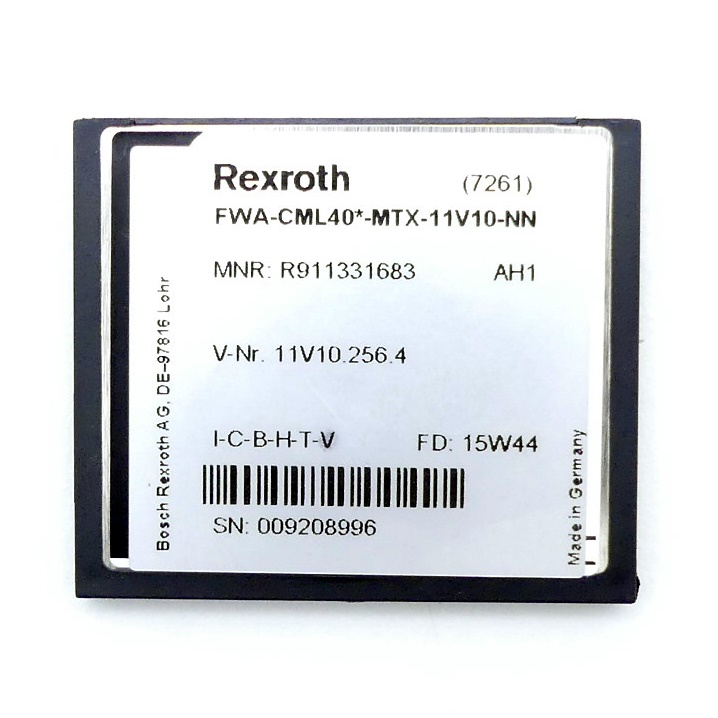 Rexroth (7261)
FWA-CML40*-MTX-11V10-NN
MNR: R911331683 AH1
V-Nr. 11V10.256.4
I-C-B-H-T-V FD: 15W44
SN: 009208996
Bosch Rexroth AG, DE-97816 Lohr
Made in Germany